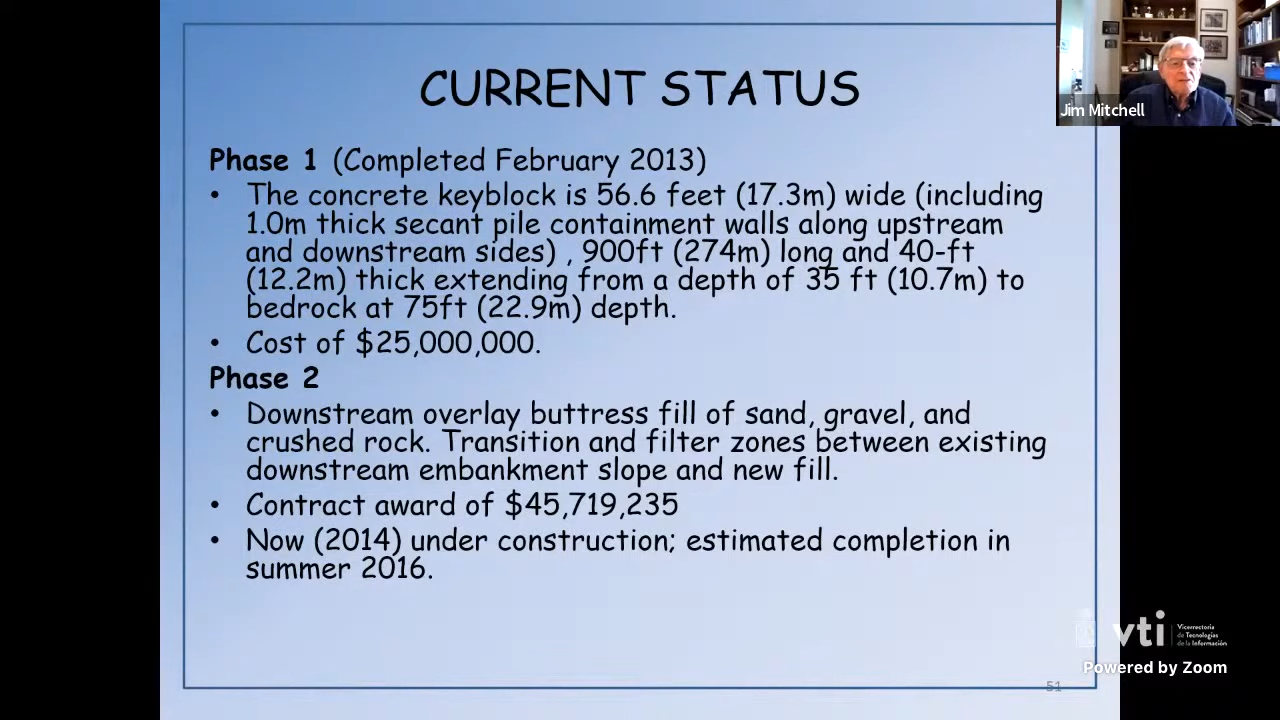 CURRENT STATUS
Jim Mitchell
Phase 1 (Completed February 2013)
• The concrete keyblock is 56.6 feet (17.3m) wide (including
1.0m thick secant pile containment walls along upstream
and downstream sides) , 900ft (274m) long and 40-ft
(12.2m) thick extending from a depth of 35 ft (10.7m) to
bedrock at 75ft (22.9m) depth.
• Cost of $25,000,000.
Phase 2
• Downstream overlay buttress fill of sand, gravel, and
crushed rock. Transition and filter zones between existing
downstream embankment slope and new fill.
• Contract award of $45,719,235
• Now (2014) under construction; estimated completion in
summer 2016.
vti
Vicerrectoría
de Tecnologías
de la Información
Powered by Zoom
51